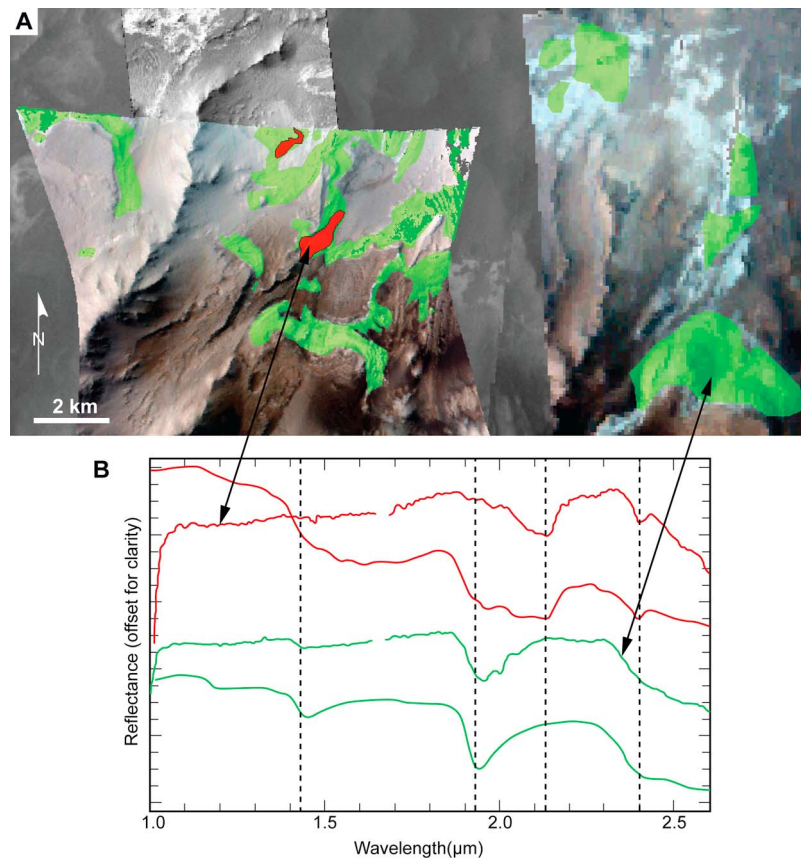 A
N
2 km
B
Reflectance (offset for clarity)
1.0
1.5
2.0
2.5
Wavelength(μm)